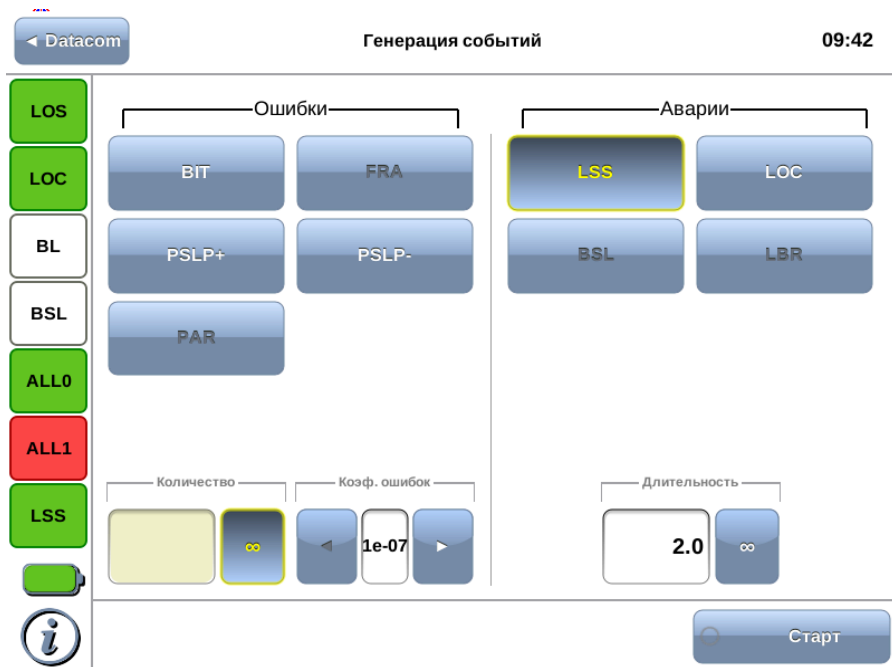 ◄ Datacom
Генерация событий
09:42
LOS
LOC
BL
BSL
ALL0
ALL1
LSS
Ошибки
BIT
FRA
PSLP+
PSLP-
PAR
Количество
∞
Коэф. ошибок
◄
1e-07
►
Аварии
LSS
LOC
BSL
LBR
Длительность
2.0
∞
i
Старт